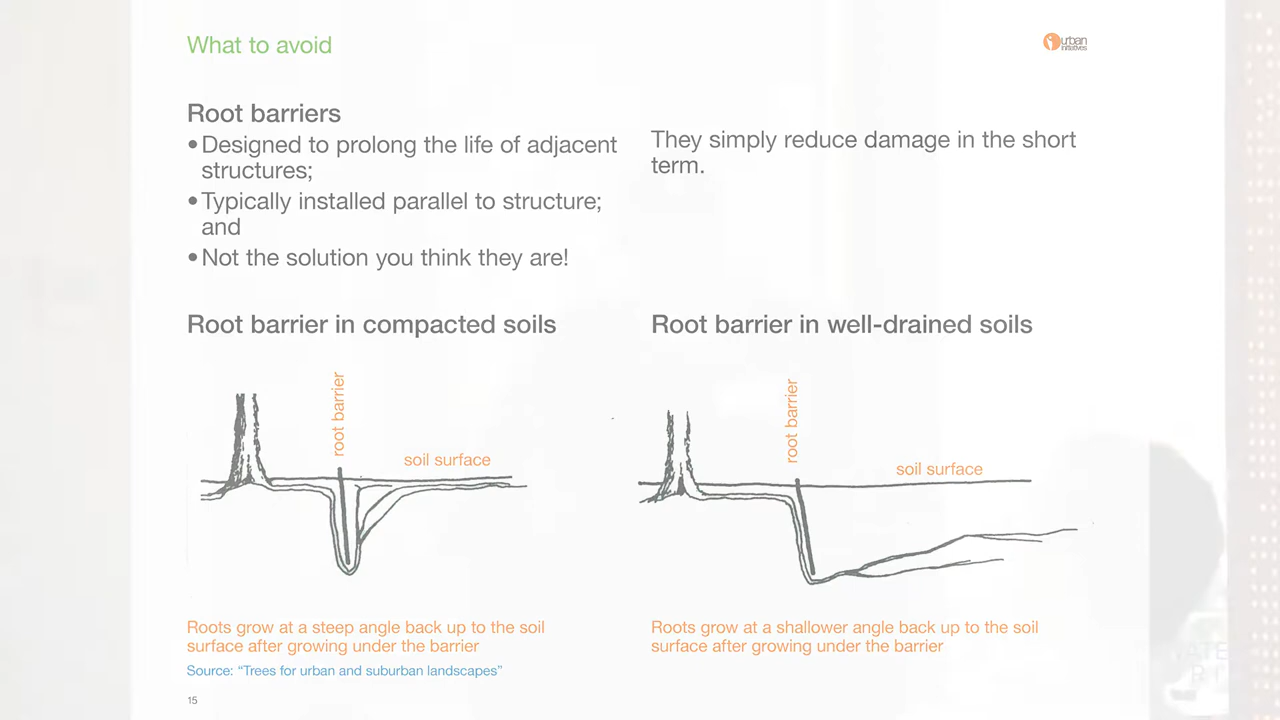 What to avoid
urban
initiatives
Root barriers
•Designed to prolong the life of adjacent
structures;
•Typically installed parallel to structure;
and
•Not the solution you think they are!
They simply reduce damage in the short
term.
Root barrier in compacted soils
root barrier
soil surface
Roots grow at a steep angle back up to the soil
surface after growing under the barrier
Source: “Trees for urban and suburban landscapes”
Root barrier in well-drained soils
root barrier
soil surface
Roots grow at a shallower angle back up to the soil
surface after growing under the barrier
15